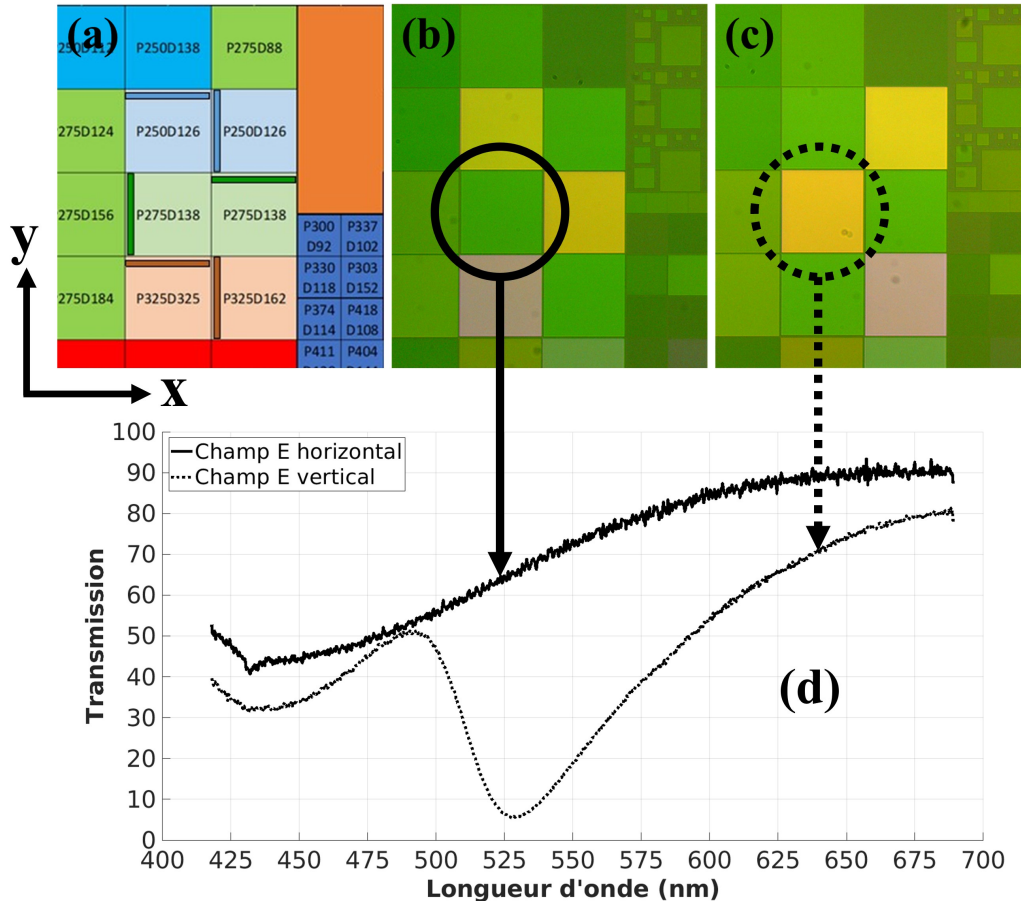 (a)
(b)
(c)
P250D138 P275D88
275D124 P250D126 P250D126
275D156 P275D138 P275D138
275D184 P325D325 P325D162
P300 P337
D92 D102
P330 P303
D118 D152
P374 P418
D114 D108
P411 P404
y
x
Champ E horizontal
Champ E vertical
(d)
Transmission
100
90
80
70
60
50
40
30
20
10
0
400 425 450 475 500 525 550 575 600 625 650 675 700
Longueur d'onde (nm)